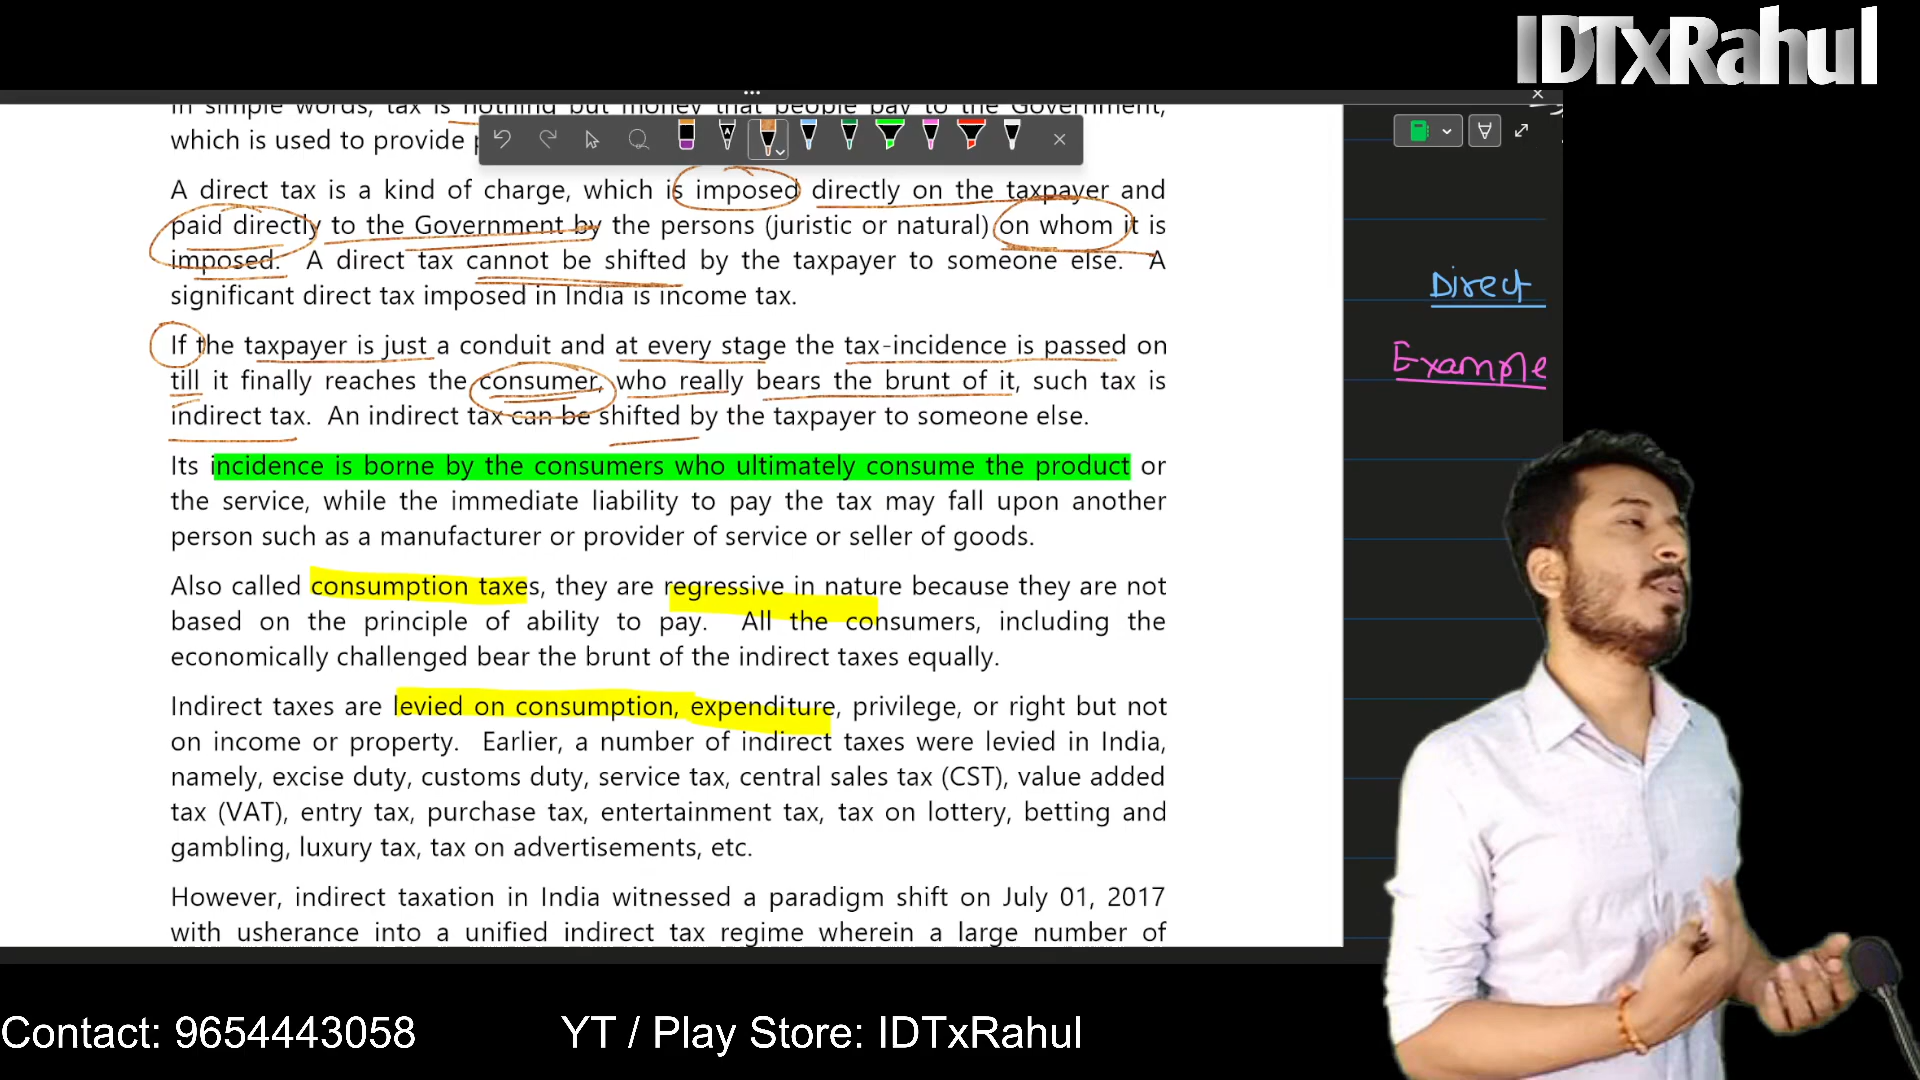 IDTxRahul
In simple words, tax is nothing but money that people pay to the Government,
which is used to provide
A direct tax is a kind of charge, which is imposed directly on the taxpayer and
paid directly to the Government by the persons (juristic or natural) on whom it is
imposed. A direct tax cannot be shifted by the taxpayer to someone else. A
significant direct tax imposed in India is income tax.
If the taxpayer is just a conduit and at every stage the tax-incidence is passed on
till it finally reaches the consumer, who really bears the brunt of it, such tax is
indirect tax. An indirect tax can be shifted by the taxpayer to someone else.
Its incidence is borne by the consumers who ultimately consume the product or
the service, while the immediate liability to pay the tax may fall upon another
person such as a manufacturer or provider of service or seller of goods.
Also called consumption taxes, they are regressive in nature because they are not
based on the principle of ability to pay. All the consumers, including the
economically challenged bear the brunt of the indirect taxes equally.
Indirect taxes are levied on consumption, expenditure, privilege, or right but not
on income or property. Earlier, a number of indirect taxes were levied in India,
namely, excise duty, customs duty, service tax, central sales tax (CST), value added
tax (VAT), entry tax, purchase tax, entertainment tax, tax on lottery, betting and
gambling, luxury tax, tax on advertisements, etc.
However, indirect taxation in India witnessed a paradigm shift on July 01, 2017
with usherance into a unified indirect tax regime wherein a large number of
Direct
Example
Contact: 9654443058 YT / Play Store: IDTxRahul